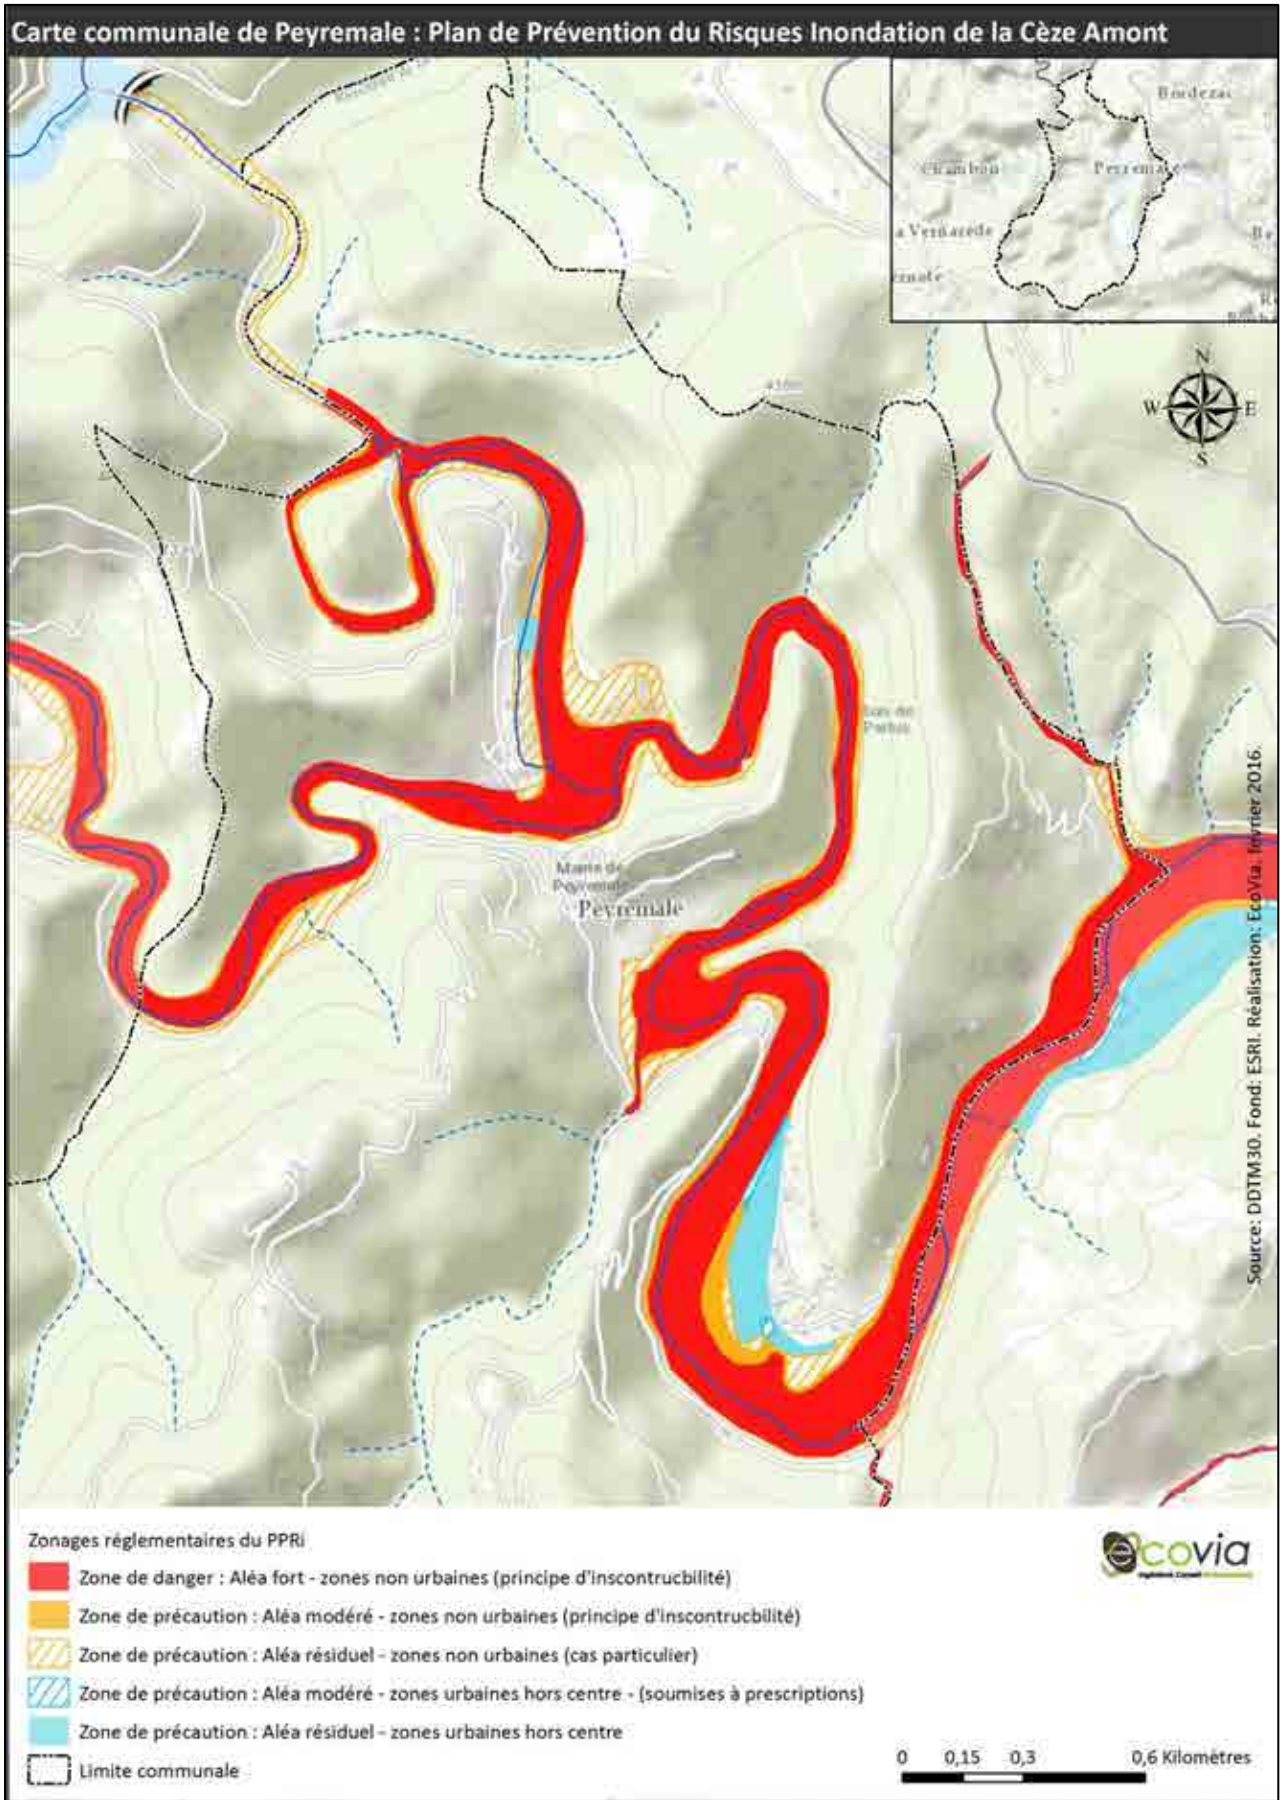 Carte communale de Peyremale : Plan de Prévention du Risques Inondation de la Cèze Amont
Bordezac
Chambon
Peyremale
a Vernarède
ernole
Be
N
W
E
S
Mairie de
Peyremale
Peyremale
Source: DDTM30. Fond: ESRI. Réalisation: EcoVia. février 2016.
Zonages réglementaires du PPRi
Zone de danger : Aléa fort - zones non urbaines (principe d'inscontrucbilité)
Zone de précaution : Aléa modéré - zones non urbaines (principe d'inscontrucbilité)
Zone de précaution : Aléa résiduel - zones non urbaines (cas particulier)
Zone de précaution : Aléa modéré - zones urbaines hors centre - (soumises à prescriptions)
Zone de précaution : Aléa résiduel - zones urbaines hors centre
Limite communale
ecovia
0 0,15 0,3 0,6 Kilomètres